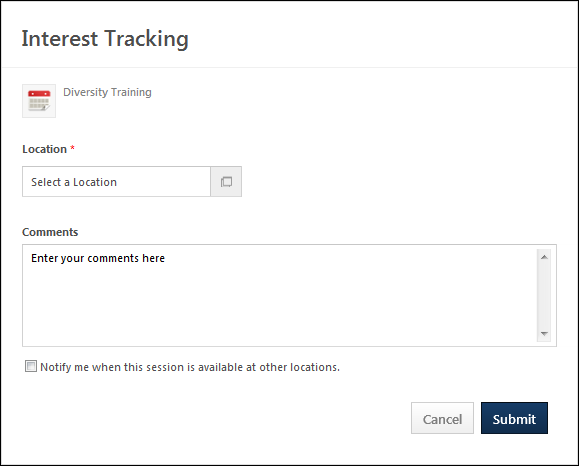 Interest Tracking
Diversity Training
Location *
Select a Location
Comments
Enter your comments here
Notify me when this session is available at other locations.
Cancel Submit